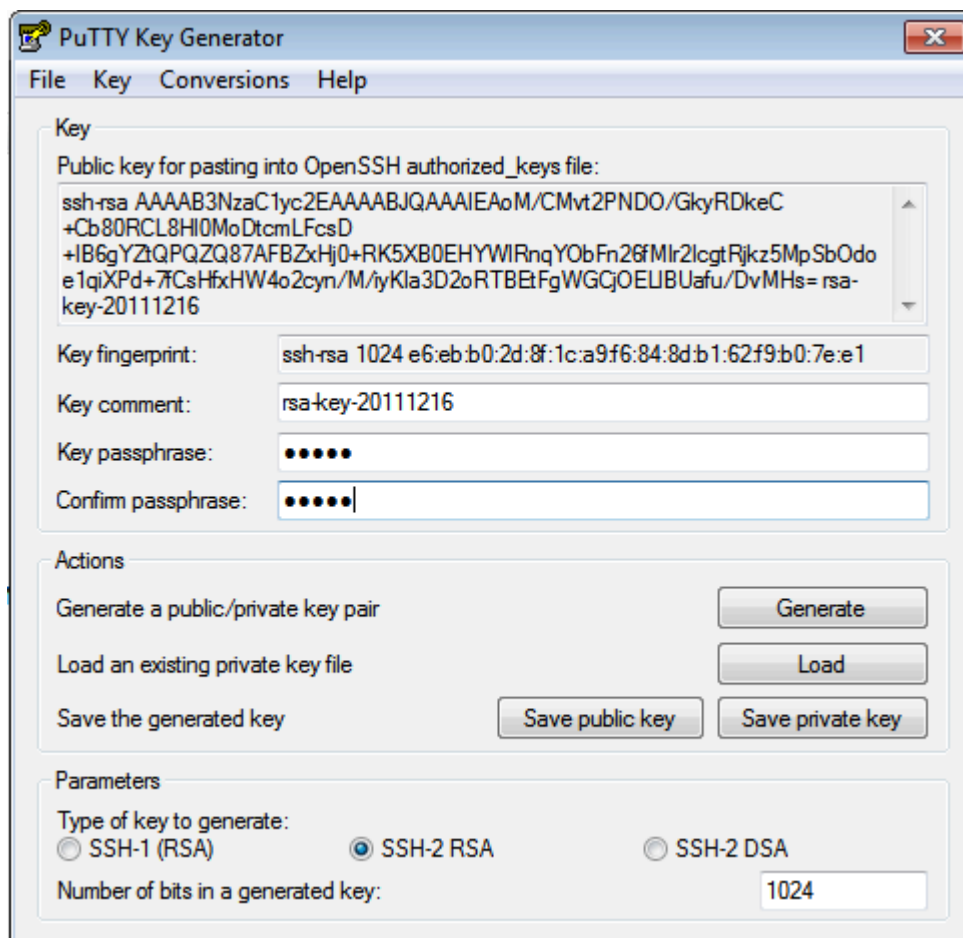 PuTTY Key Generator
File Key Conversions Help
Key
Public key for pasting into OpenSSH authorized_keys file:
ssh-rsa AAAAB3NzaC1yc2EAAAABJQAAAIEAoM/CMvt2PNDO/GkyRDkeC
+Cb80RCL8HI0MoDtcmLFcsD
+IB6gYZtQPQZQ87AFBZxHj0+RK5XB0EHYWIRnqYObFn26fMIr2IcgtRjkz5MpSbOdo
e1qiXPd+7fCsHfxHW4o2cyn/M/iyKIa3D2oRTBEtFgWGCjOELIBUafu/DvMHs= rsa-
key-20111216
Key fingerprint: ssh-rsa 1024 e6:eb:b0:2d:8f:1c:a9:f6:84:8d:b1:62:f9:b0:7e:e1
Key comment: rsa-key-20111216
Key passphrase: •••••
Confirm passphrase: •••••
Actions
Generate a public/private key pair Generate
Load an existing private key file Load
Save the generated key Save public key Save private key
Parameters
Type of key to generate:
SSH-1 (RSA) SSH-2 RSA SSH-2 DSA
Number of bits in a generated key: 1024